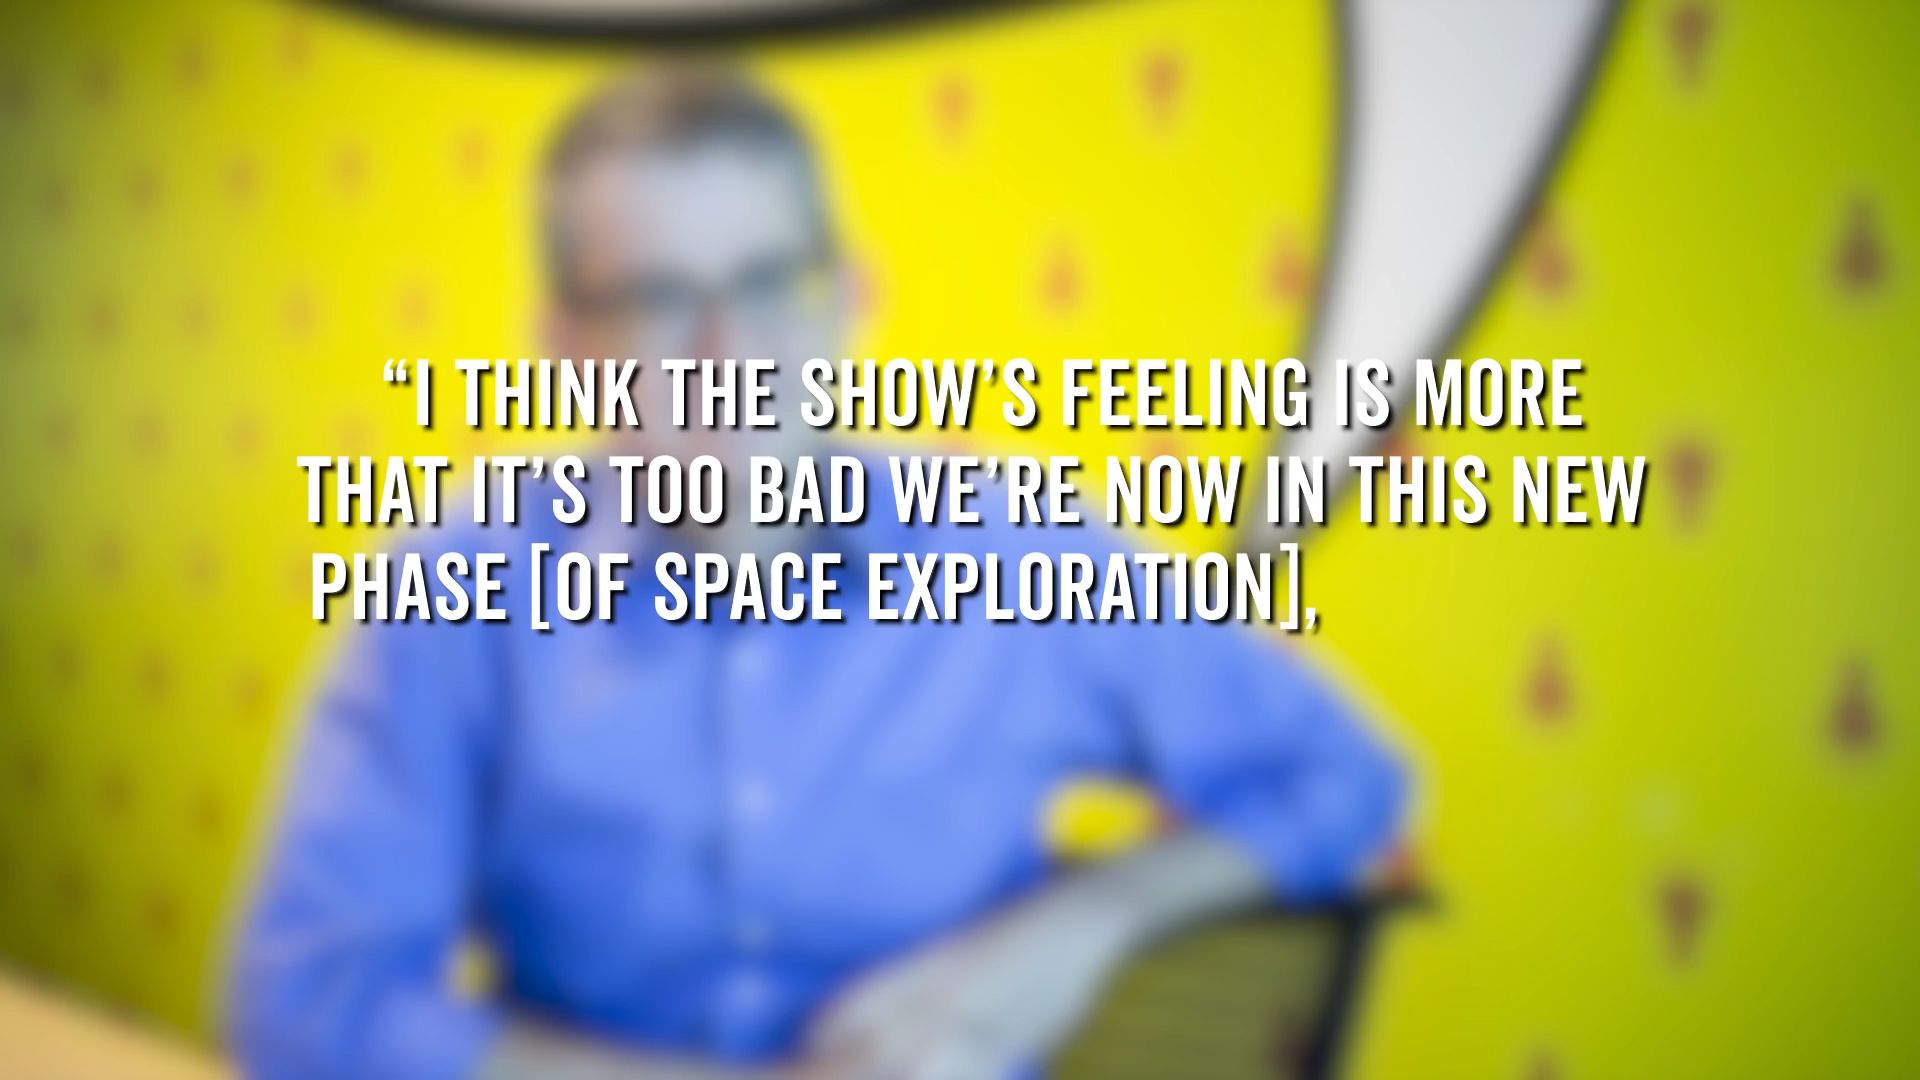 “I THINK THE SHOW’S FEELING IS MORE
THAT IT’S TOO BAD WE’RE NOW IN THIS NEW
PHASE [OF SPACE EXPLORATION],